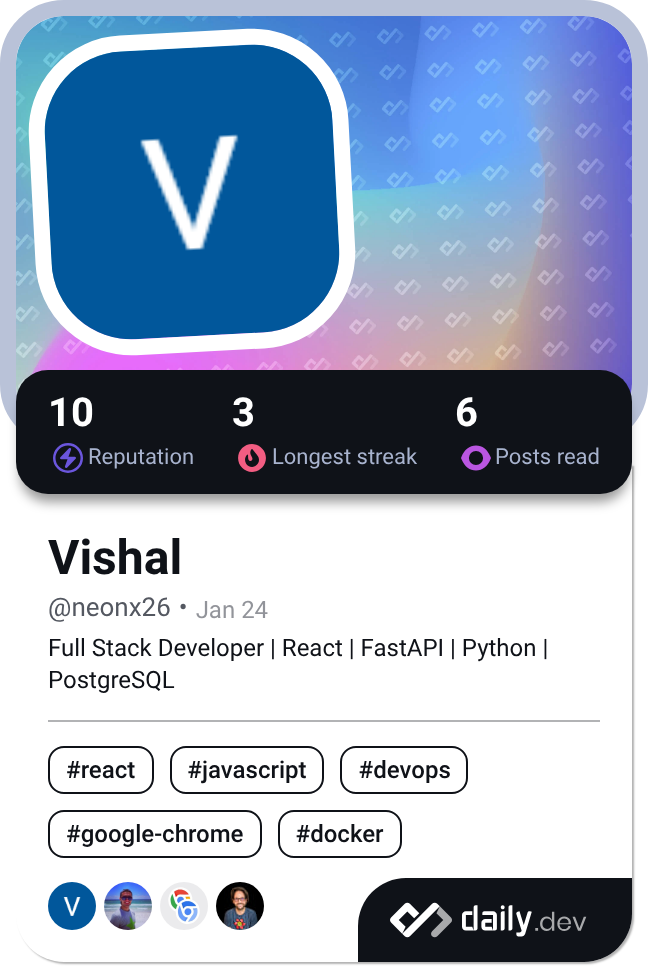 V
10 3 6
Reputation Longest streak Posts read
Vishal
@neonx26 • Jan 24
Full Stack Developer | React | FastAPI | Python |
PostgreSQL
#react #javascript #devops
#google-chrome #docker
V
daily.dev